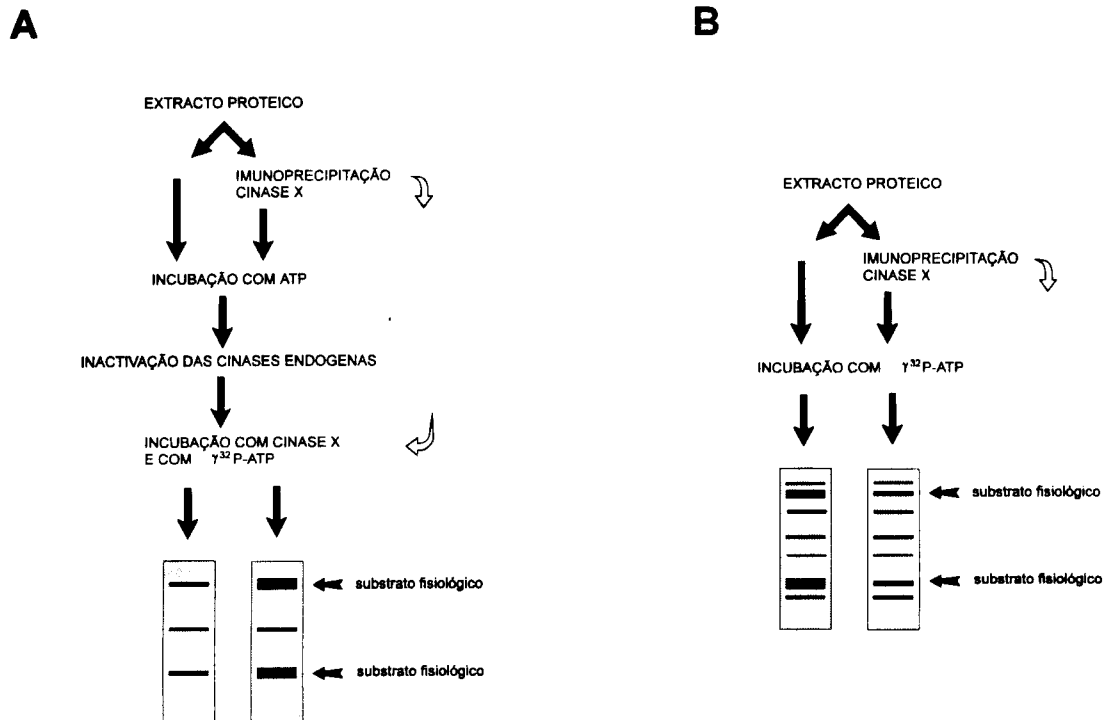 A
EXTRACTO PROTEICO
IMUNOPRECIPITAÇÃO
CINASE X
INCUBAÇÃO COM ATP
INACTIVAÇÃO DAS CINASES ENDOGENAS
INCUBAÇÃO COM CINASE X
E COM γ32P-ATP
substrato fisiológico
substrato fisiológico
B
EXTRACTO PROTEICO
IMUNOPRECIPITAÇÃO
CINASE X
INCUBAÇÃO COM γ32P-ATP
substrato fisiológico
substrato fisiológico